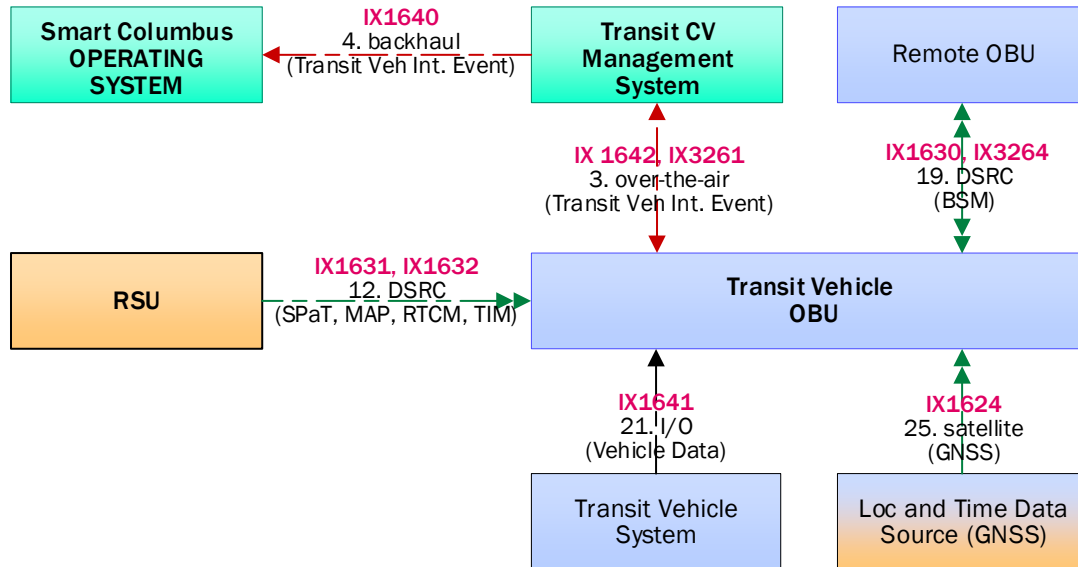 Smart Columbus
OPERATING
SYSTEM
IX1640
4. backhaul
(Transit Veh Int. Event)
Transit CV
Management
System
Remote OBU
IX 1642, IX3261
3. over-the-air
(Transit Veh Int. Event)
IX1630, IX3264
19. DSRC
(BSM)
RSU
IX1631, IX1632
12. DSRC
(SPaT, MAP, RTCM, TIM)
Transit Vehicle
OBU
IX1641
21. I/O
(Vehicle Data)
IX1624
25. satellite
(GNSS)
Transit Vehicle
System
Loc and Time Data
Source (GNSS)